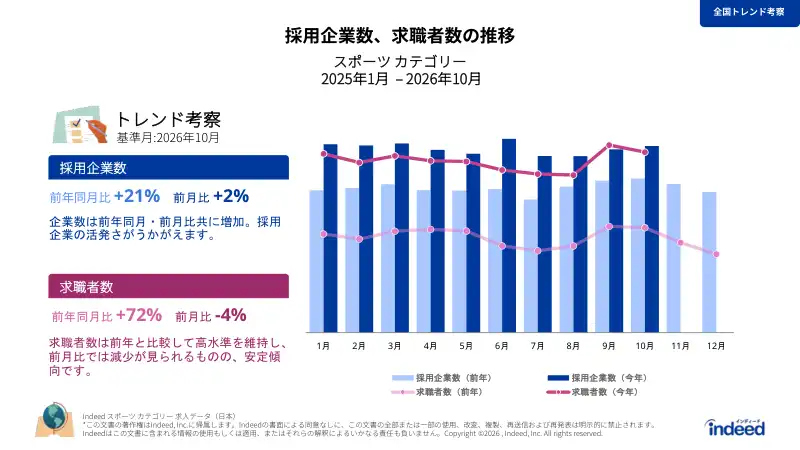 全国トレンド考察
採用企業数、求職者数の推移
スポーツ カテゴリー
2025年1月 – 2026年10月
トレンド考察
基準月:2026年10月
採用企業数
前年同月比 +21% 前月比 +2%
企業数は前年同月・前月比共に増加。採用
企業の活発さがうかがえます。
求職者数
前年同月比 +72% 前月比 -4%
求職者数は前年と比較して高水準を維持し、
前月比では減少が見られるものの、安定傾
向です。
1月 2月 3月 4月 5月 6月 7月 8月 9月 10月 11月 12月
採用企業数（前年） 採用企業数（今年）
求職者数（前年） 求職者数（今年）
indeed スポーツ カテゴリー 求人データ（日本）
*この文書の著作権はIndeed, Inc.に帰属します。Indeedの書面による同意なしに、この文書の全部または一部の使用、改変、複製、再送信および再発表は明示的に禁止されます。
Indeedはこの文書に含まれる情報の使用もしくは適用、またはそれらの解釈によるいかなる責任も負いません。Copyright ©2026 , Indeed, Inc. All rights reserved.
インディード
indeed